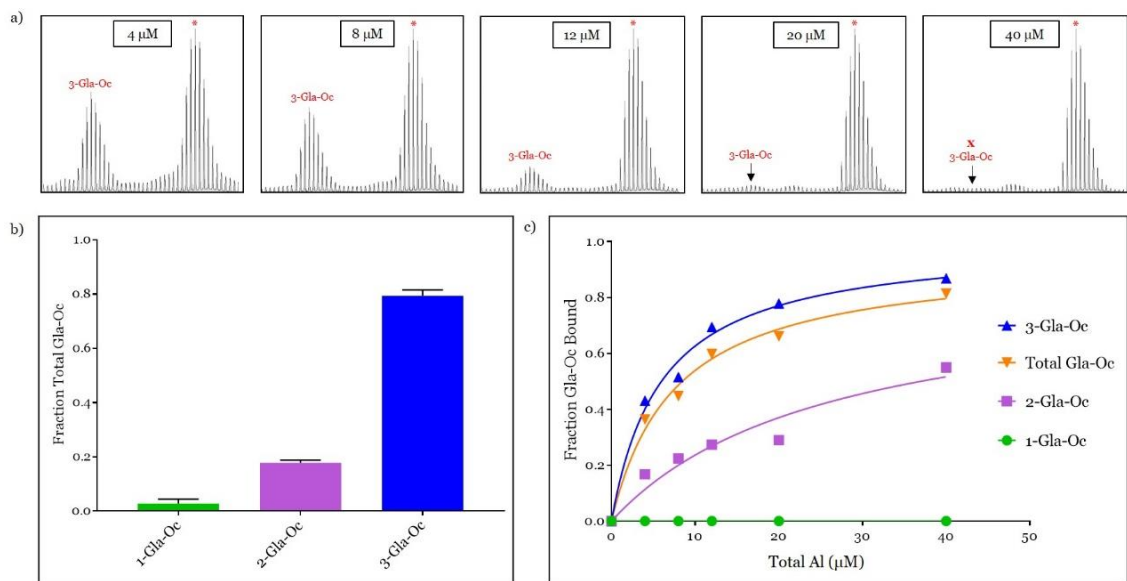 a)
4 µM
*
3-Gla-Oc
8 µM
*
3-Gla-Oc
12 µM
*
3-Gla-Oc
20 µM
*
3-Gla-Oc
40 µM
*
x
3-Gla-Oc
b)
Fraction Total Gla-Oc
1.0
0.8
0.6
0.4
0.2
0.0
1-Gla-Oc
2-Gla-Oc
3-Gla-Oc
c)
Fraction Gla-Oc Bound
1.0
0.8
0.6
0.4
0.2
0.0
0
10
20
30
40
50
Total Al (µM)
3-Gla-Oc
Total Gla-Oc
2-Gla-Oc
1-Gla-Oc